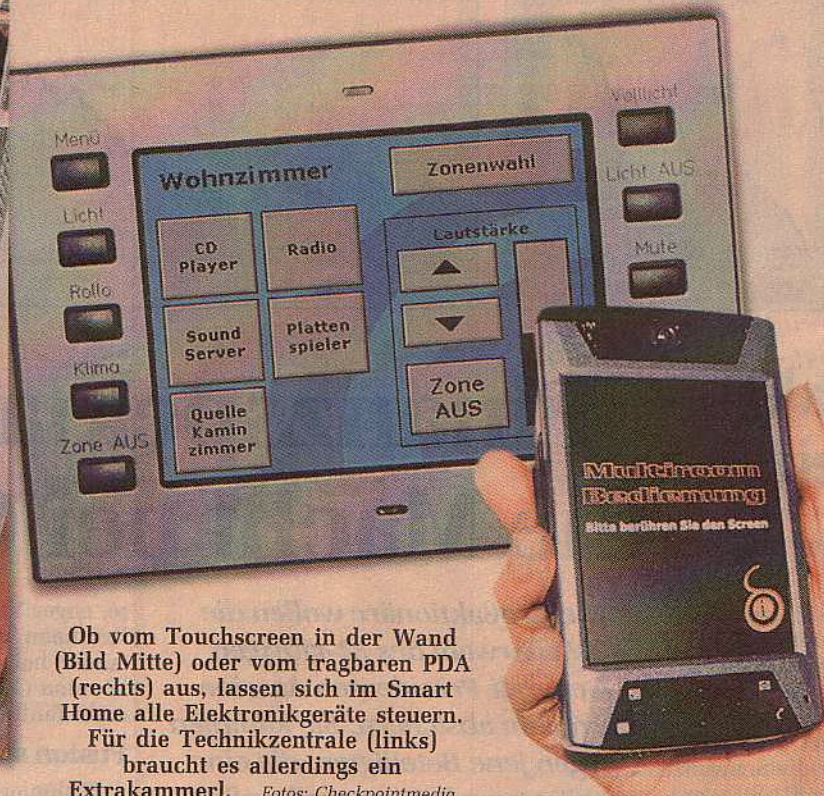 Menü
Licht
Rollo
Klima
Zone AUS
Wohnzimmer
Zonenwahl
CD
Player
Radio
Sound
Server
Platten
spieler
Quelle
Kamin
zimmer
Lautstärke
Zone
AUS
Vollicht
Licht AUS
Mute
Multiroom
Bedienung
Bitte berühren Sie den Screen
Ob vom Touchscreen in der Wand
(Bild Mitte) oder vom tragbaren PDA
(rechts) aus, lassen sich im Smart
Home alle Elektronikgeräte steuern.
Für die Technikzentrale (links)
braucht es allerdings ein
Extrakammerl. Fotos: Checkpointmedia